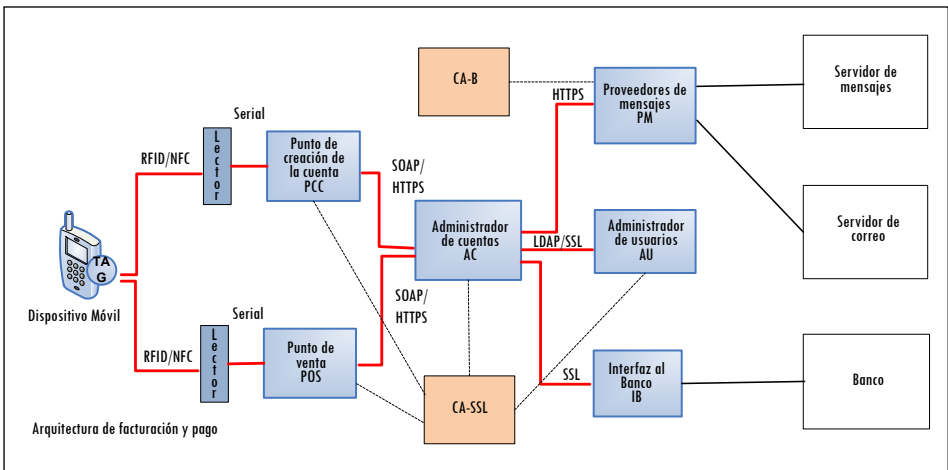 CA-B
HTTPS
Proveedores de
mensajes
PM
Servidor de
mensajes
Serial
Lector
RFID/NFC
Punto de
creación de
la cuenta
PCC
SOAP/
HTTPS
Administrador
de cuentas
AC
LDAP/SSL
Administrador
de usuarios
AU
Servidor
de
correo
TA
G
Dispositivo Móvil
Serial
Lector
RFID/NFC
Punto de
venta
POS
SOAP/
HTTPS
CA-SSL
SSL
Interfaz al
Banco
IB
Banco
Arquitectura de facturación y pago